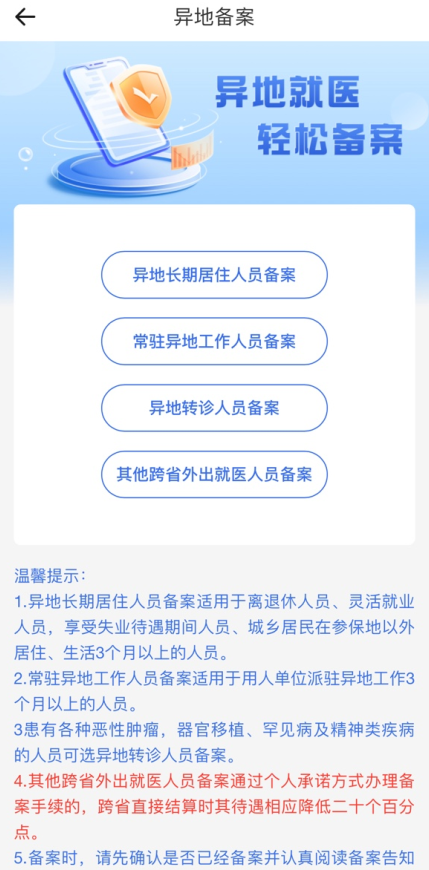 异地备案
异地就医
轻松备案
异地长期居住人员备案
常驻异地工作人员备案
异地转诊人员备案
其他跨省外出就医人员备案
温馨提示：
1.异地长期居住人员备案适用于离退休人员、灵活就业
人员，享受失业待遇期间人员、城乡居民在参保地以外
居住、生活3个月以上的人员。
2.常驻异地工作人员备案适用于用人单位派驻异地工作3
个月以上的人员。
3患有各种恶性肿瘤，器官移植、罕见病及精神类疾病
的人员可选异地转诊人员备案。
4.其他跨省外出就医人员备案通过个人承诺方式办理备
案手续的，跨省直接结算时其待遇相应降低二十个百分
点。
5.备案时，请先确认是否已经备案并认真阅读备案告知